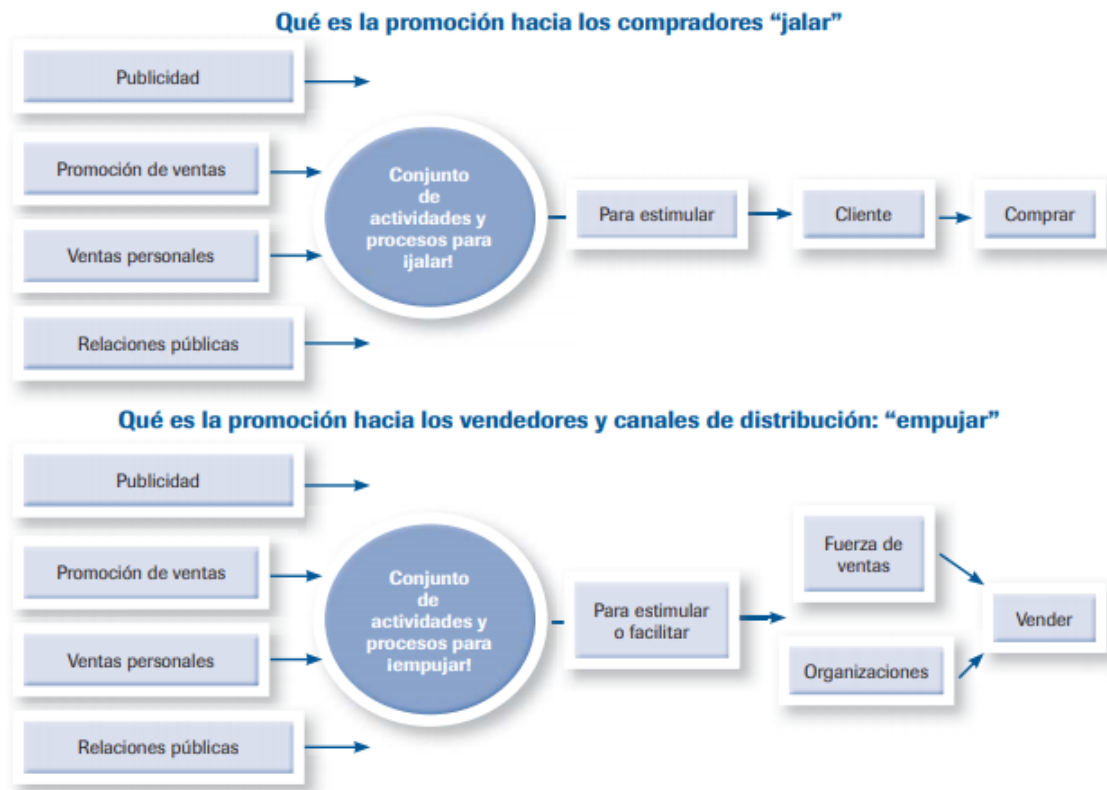 Qué es la promoción hacia los compradores “jalar”
Publicidad
Promoción de ventas
Ventas personales
Relaciones públicas
Conjunto
de
actividades y
procesos para
¡jalar!
Para estimular
Cliente
Comprar
Qué es la promoción hacia los vendedores y canales de distribución: “empujar”
Publicidad
Promoción de ventas
Ventas personales
Relaciones públicas
Conjunto
de
actividades y
procesos para
¡empujar!
Para estimular
o facilitar
Fuerza de
ventas
Organizaciones
Vender